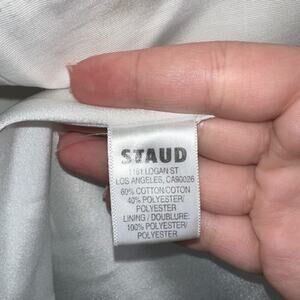 STAUD
1161 LOGAN ST
LOS ANGELES, CA90026
60% COTTON/COTON
40% POLYESTER/
POLYESTER
LINING / DOUBLURE:
100% POLYESTER/
POLYESTER